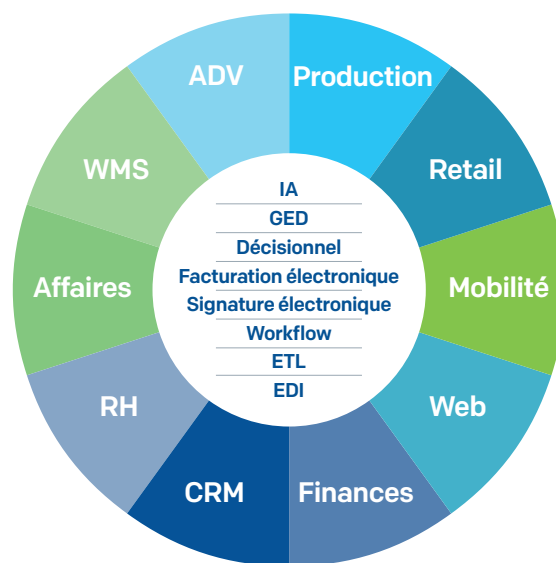 ADV
Production
WMS
Retail
IA
GED
Décisionnel
Facturation électronique
Signature électronique
Workflow
ETL
EDI
Affaires
Mobilité
RH
Web
CRM
Finances